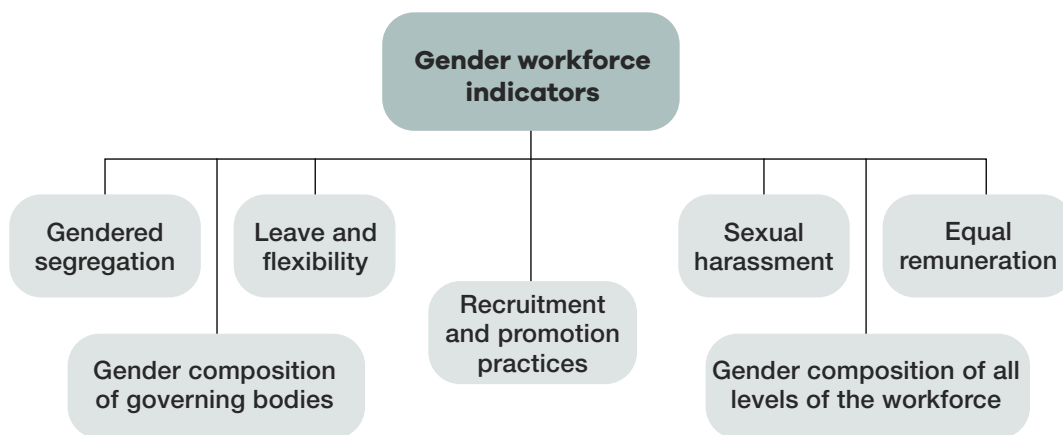 Gender workforce
indicators
Gendered
segregation
Leave and
flexibility
Sexual
harassment
Equal
remuneration
Recruitment
and promotion
practices
Gender composition
of governing bodies
Gender composition of all
levels of the workforce